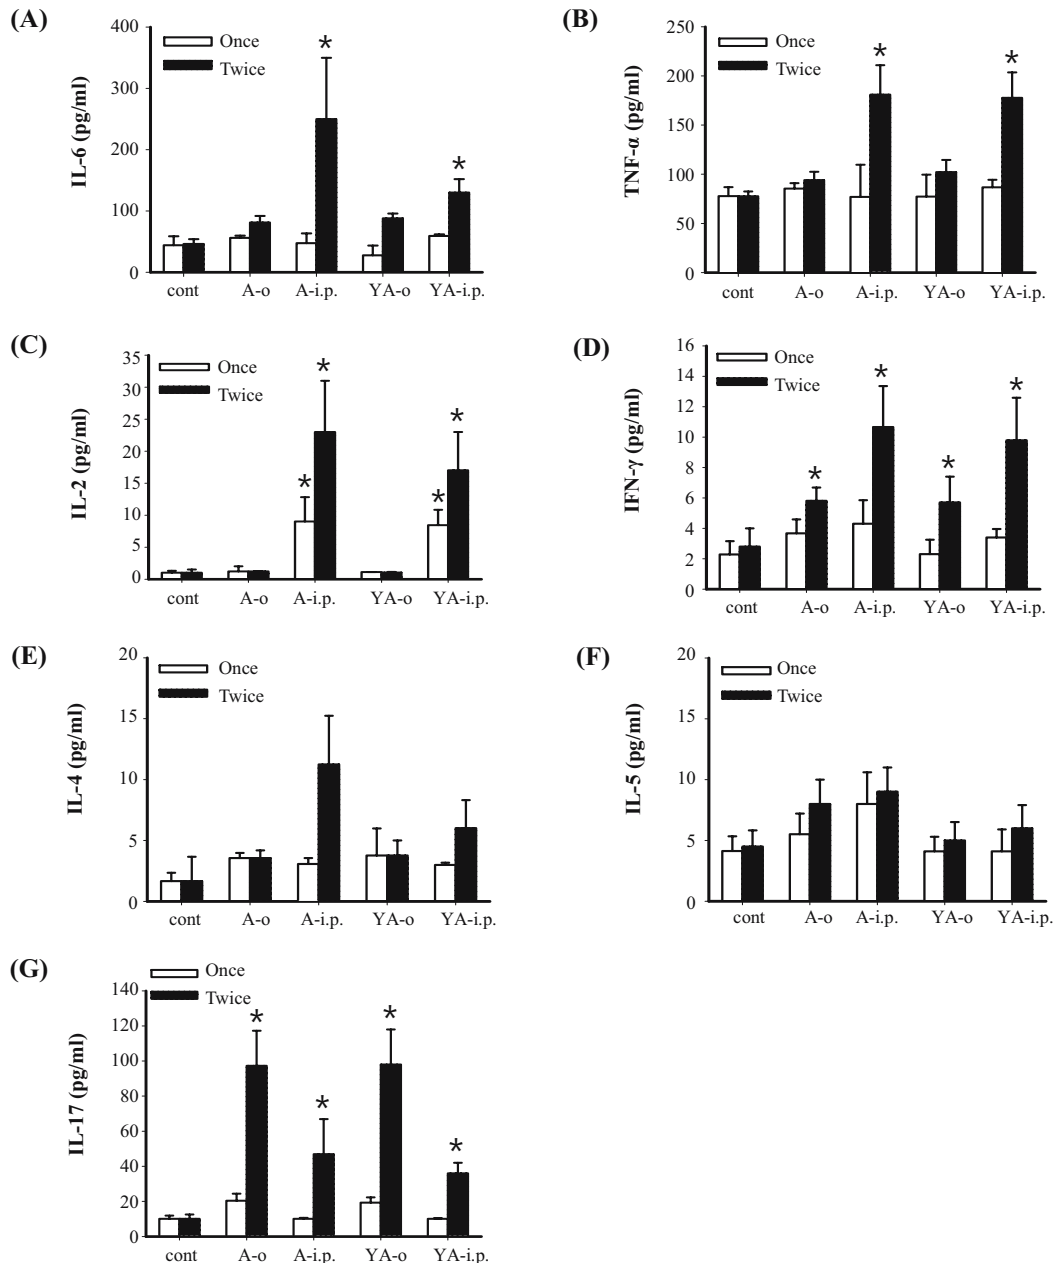 (A)
IL-6 (pg/ml)
400
300
200
100
0
Once
Twice
*
*
cont A-o A-i.p. YA-o YA-i.p.
(B)
TNF-α (pg/ml)
250
200
150
100
50
0
Once
Twice
*
*
cont A-o A-i.p. YA-o YA-i.p.
(C)
IL-2 (pg/ml)
35
30
25
20
15
10
5
0
Once
Twice
*
*
*
*
cont A-o A-i.p. YA-o YA-i.p.
(D)
IFN-γ (pg/ml)
16
14
12
10
8
6
4
2
0
Once
Twice
*
*
*
*
cont A-o A-i.p. YA-o YA-i.p.
(E)
IL-4 (pg/ml)
20
15
10
5
0
Once
Twice
cont A-o A-i.p. YA-o YA-i.p.
(F)
IL-5 (pg/ml)
20
15
10
5
0
Once
Twice
cont A-o A-i.p. YA-o YA-i.p.
(G)
IL-17 (pg/ml)
140
120
100
80
60
40
20
0
Once
Twice
*
*
*
*
cont A-o A-i.p. YA-o YA-i.p.